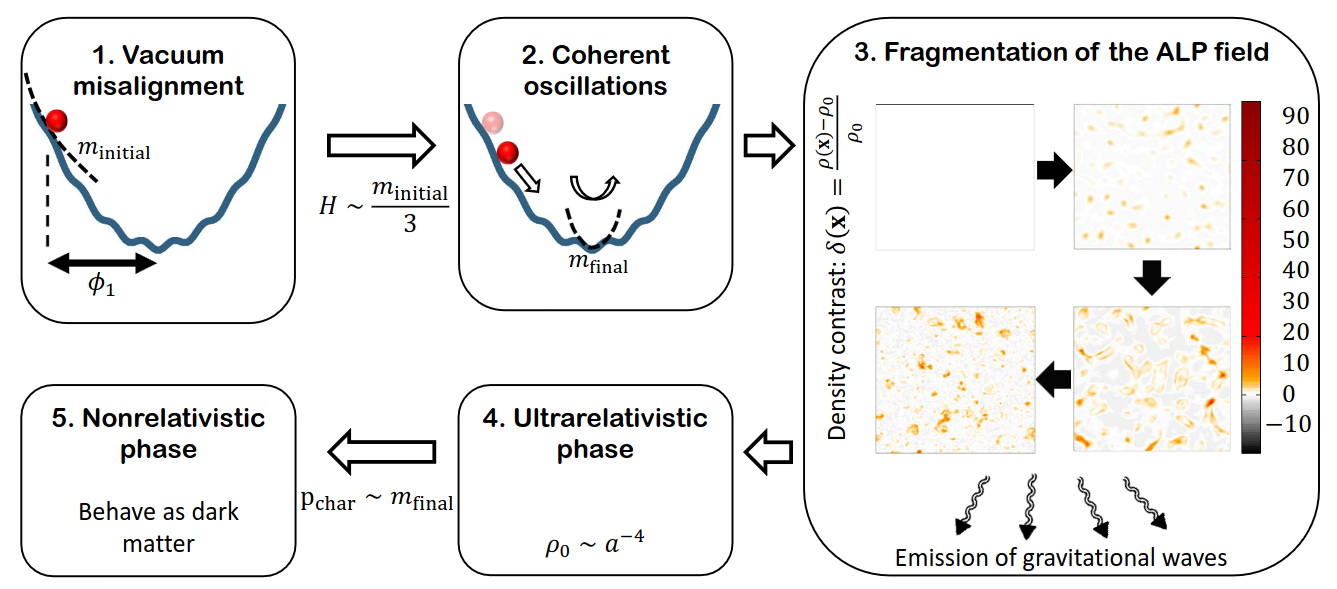 1. Vacuum
misalignment
m_initial
ϕ_1
H ~ m_initial / 3
2. Coherent
oscillations
m_final
3. Fragmentation of the ALP field
Density contrast: δ(𝐱) = (ρ(𝐱)−ρ_0) / ρ_0
90
80
70
60
50
40
30
20
10
0
−10
Emission of gravitational waves
4. Ultrarelativistic
phase
ρ_0 ~ a^−4
p_char ~ m_final
5. Nonrelativistic
phase
Behave as dark
matter